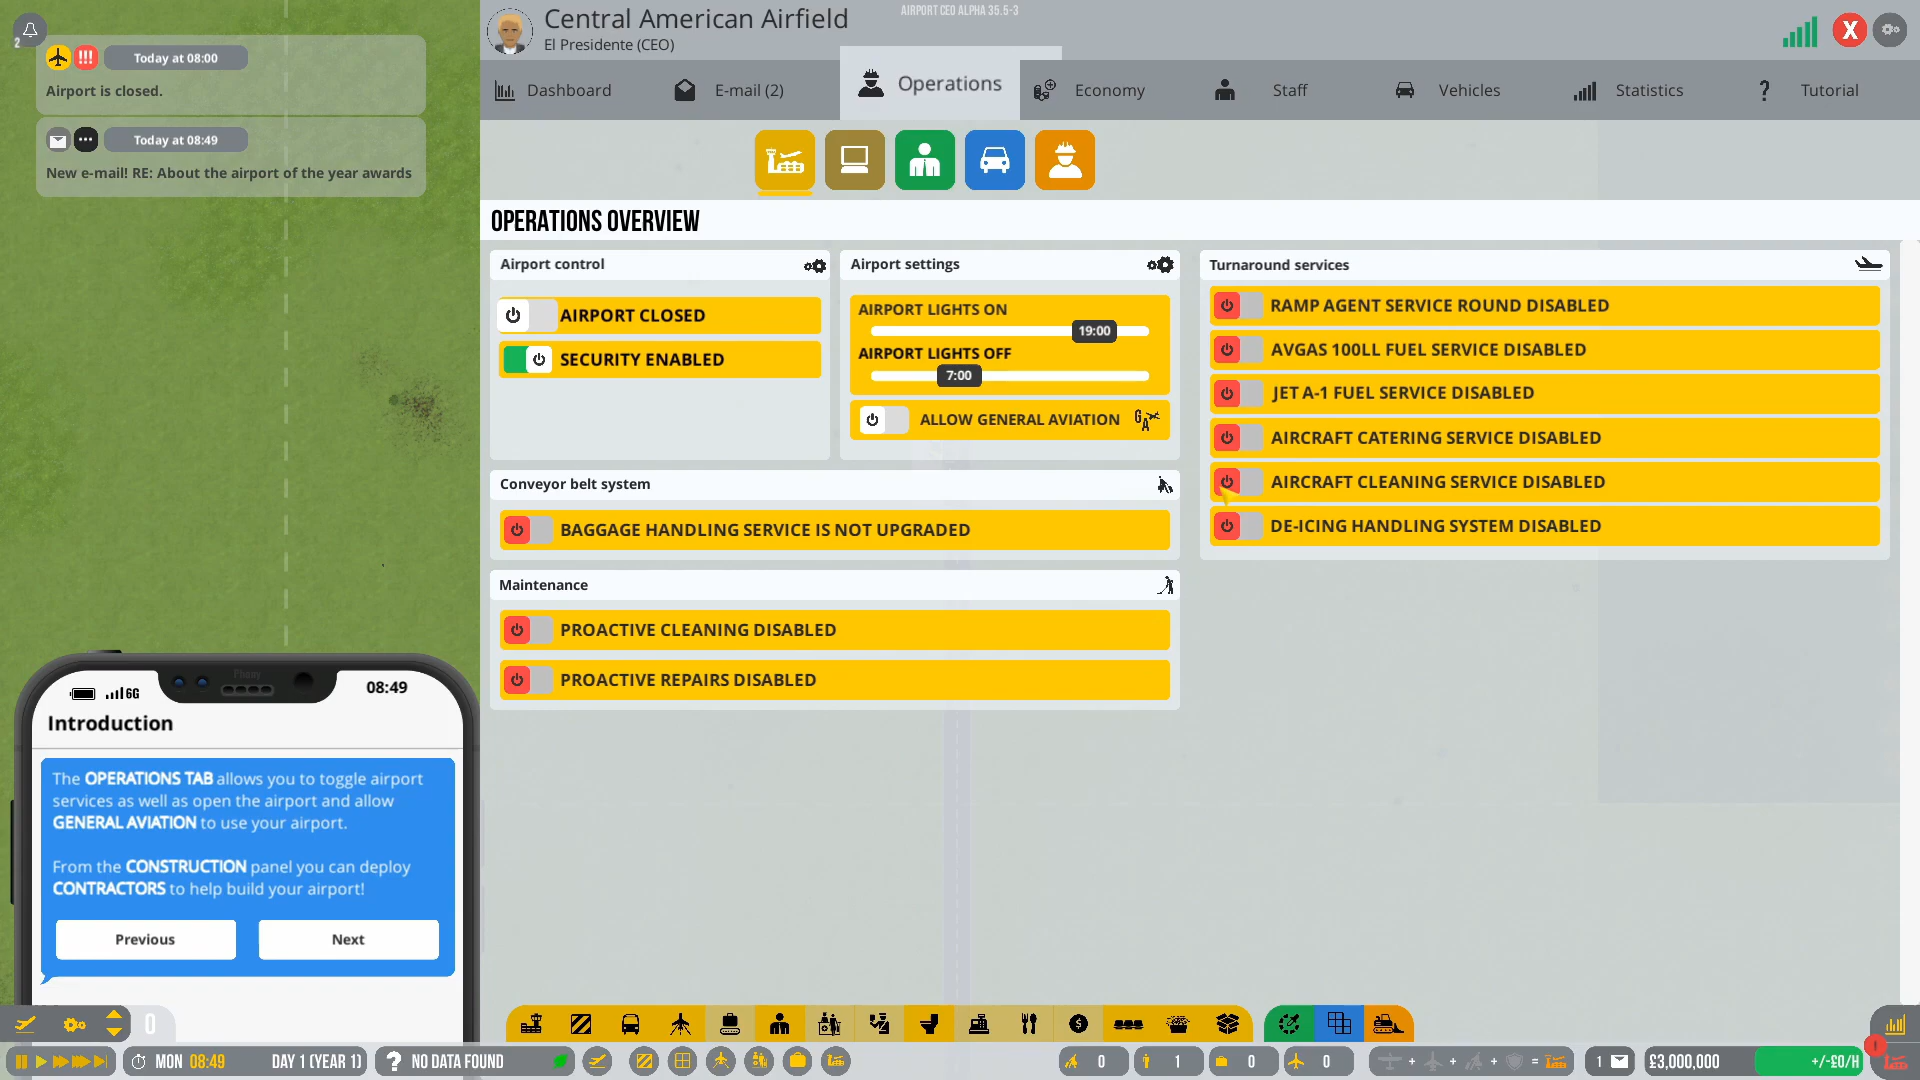 AIRPORT CEO ALPHA 35.5-3
Central American Airfield
El Presidente (CEO)
2
!!! Today at 08:00
Airport is closed.
Today at 08:49
New e-mail! RE: About the airport of the year awards
Dashboard
E-mail (2)
Operations
Economy
Staff
Vehicles
Statistics
? Tutorial
OPERATIONS OVERVIEW
Airport control
AIRPORT CLOSED
SECURITY ENABLED
Airport settings
AIRPORT LIGHTS ON
19:00
AIRPORT LIGHTS OFF
7:00
ALLOW GENERAL AVIATION GA
Turnaround services
RAMP AGENT SERVICE ROUND DISABLED
AVGAS 100LL FUEL SERVICE DISABLED
JET A-1 FUEL SERVICE DISABLED
AIRCRAFT CATERING SERVICE DISABLED
AIRCRAFT CLEANING SERVICE DISABLED
DE-ICING HANDLING SYSTEM DISABLED
Conveyor belt system
BAGGAGE HANDLING SERVICE IS NOT UPGRADED
Maintenance
PROACTIVE CLEANING DISABLED
PROACTIVE REPAIRS DISABLED
Phony
6G
08:49
Introduction
The OPERATIONS TAB allows you to toggle airport
services as well as open the airport and allow
GENERAL AVIATION to use your airport.
From the CONSTRUCTION panel you can deploy
CONTRACTORS to help build your airport!
Previous
Next
0
MON 08:49 DAY 1 (YEAR 1)
? NO DATA FOUND
0
1
0
0
+ + + =
1
£3,000,000
+/-£0/H
!